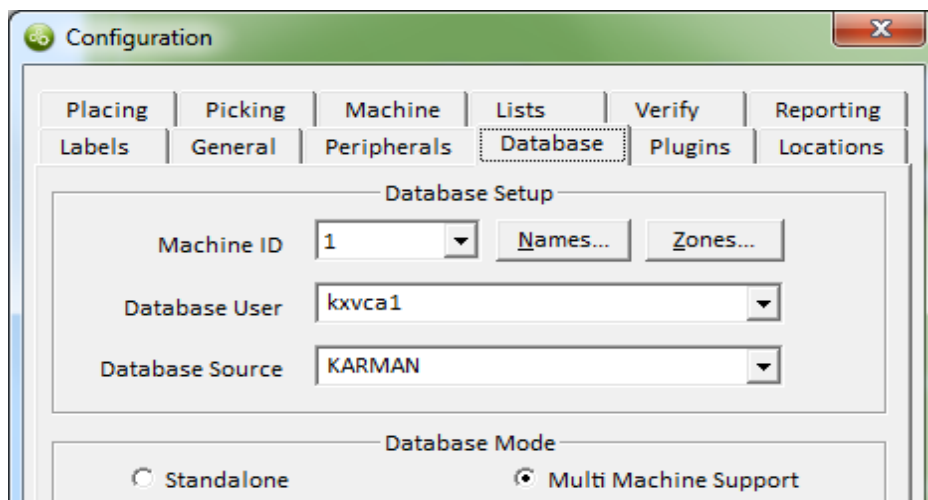 Configuration
Placing Picking Machine Lists Verify Reporting
Labels General Peripherals Database Plugins Locations
Database Setup
Machine ID 1 Names... Zones...
Database User kxvca1
Database Source KARMAN
Database Mode
Standalone Multi Machine Support